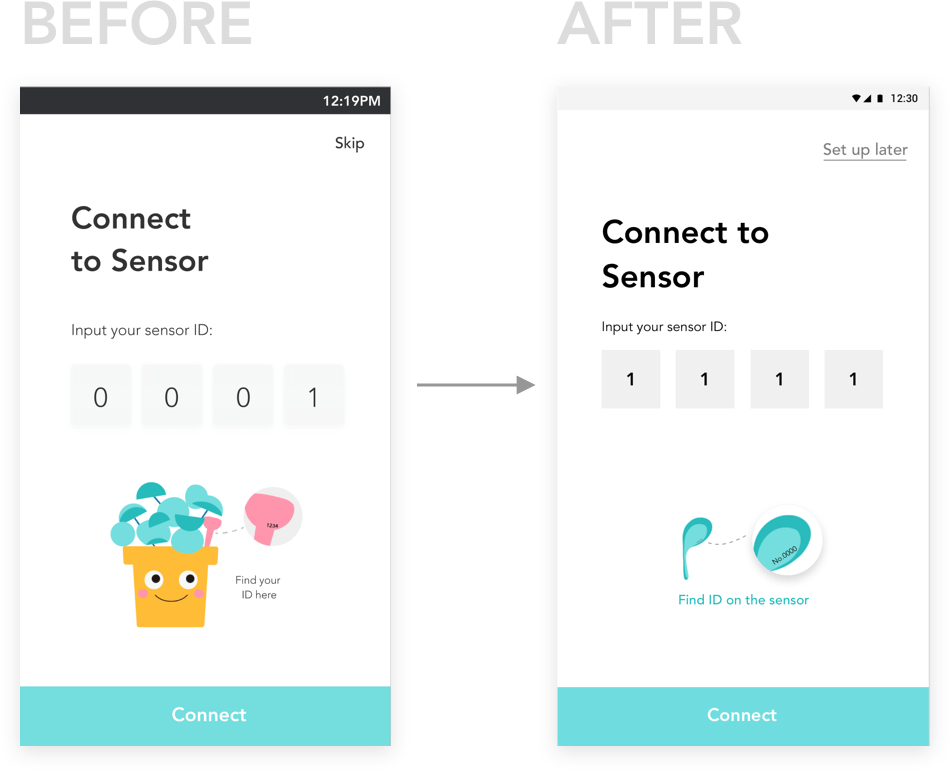 BEFORE
AFTER
12:19PM
Skip
Connect
to Sensor
Input your sensor ID:
0 0 0 1
1234
Find your
ID here
Connect
12:30
Set up later
Connect to
Sensor
Input your sensor ID:
1 1 1 1
No.0000
Find ID on the sensor
Connect